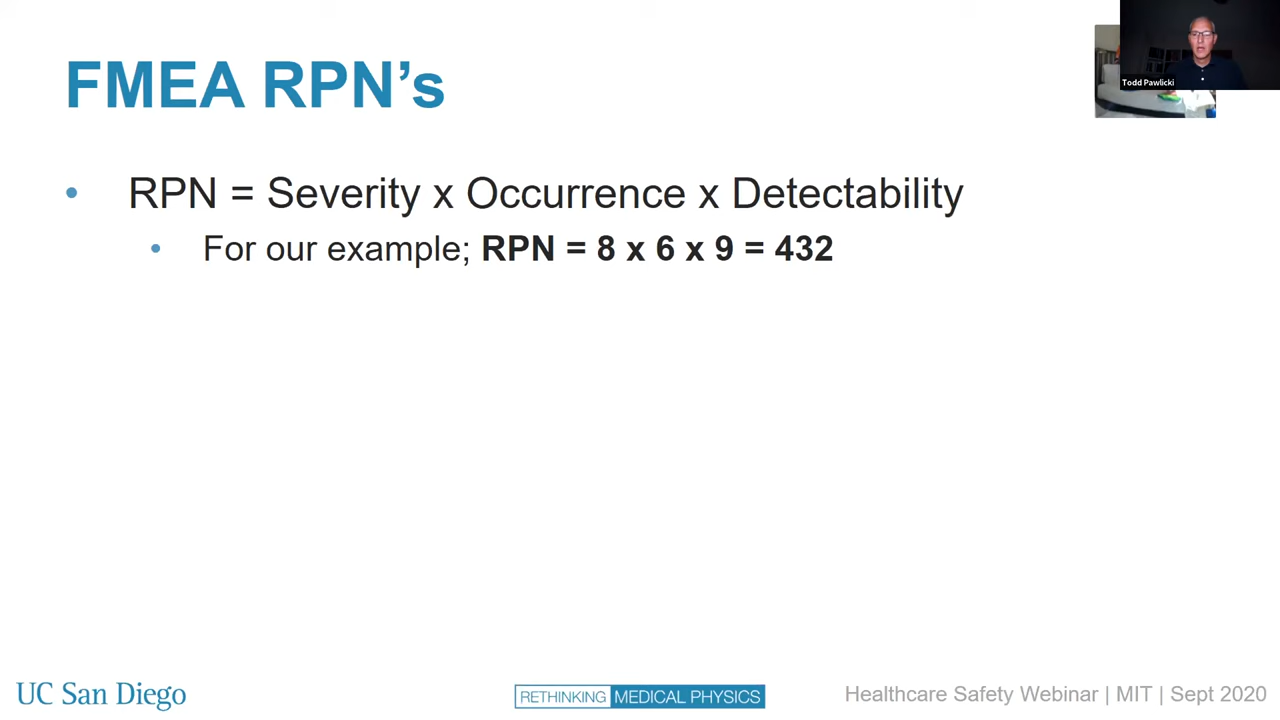 FMEA RPN’s
Todd Pawlicki
• RPN = Severity x Occurrence x Detectability
• For our example; RPN = 8 x 6 x 9 = 432
UC San Diego
RETHINKING MEDICAL PHYSICS
Healthcare Safety Webinar | MIT | Sept 2020